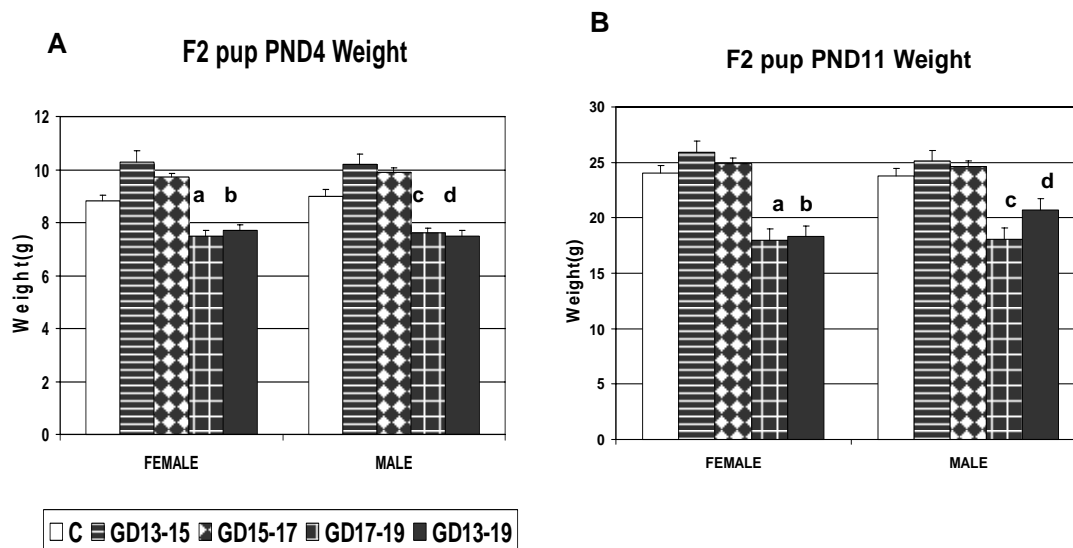 A
F2 pup PND4 Weight
12
10
8
6
4
2
0
Weight(g)
a b c d
FEMALE MALE
B
F2 pup PND11 Weight
30
25
20
15
10
5
0
Weight(g)
a b c d
FEMALE MALE
C GD13-15 GD15-17 GD17-19 GD13-19